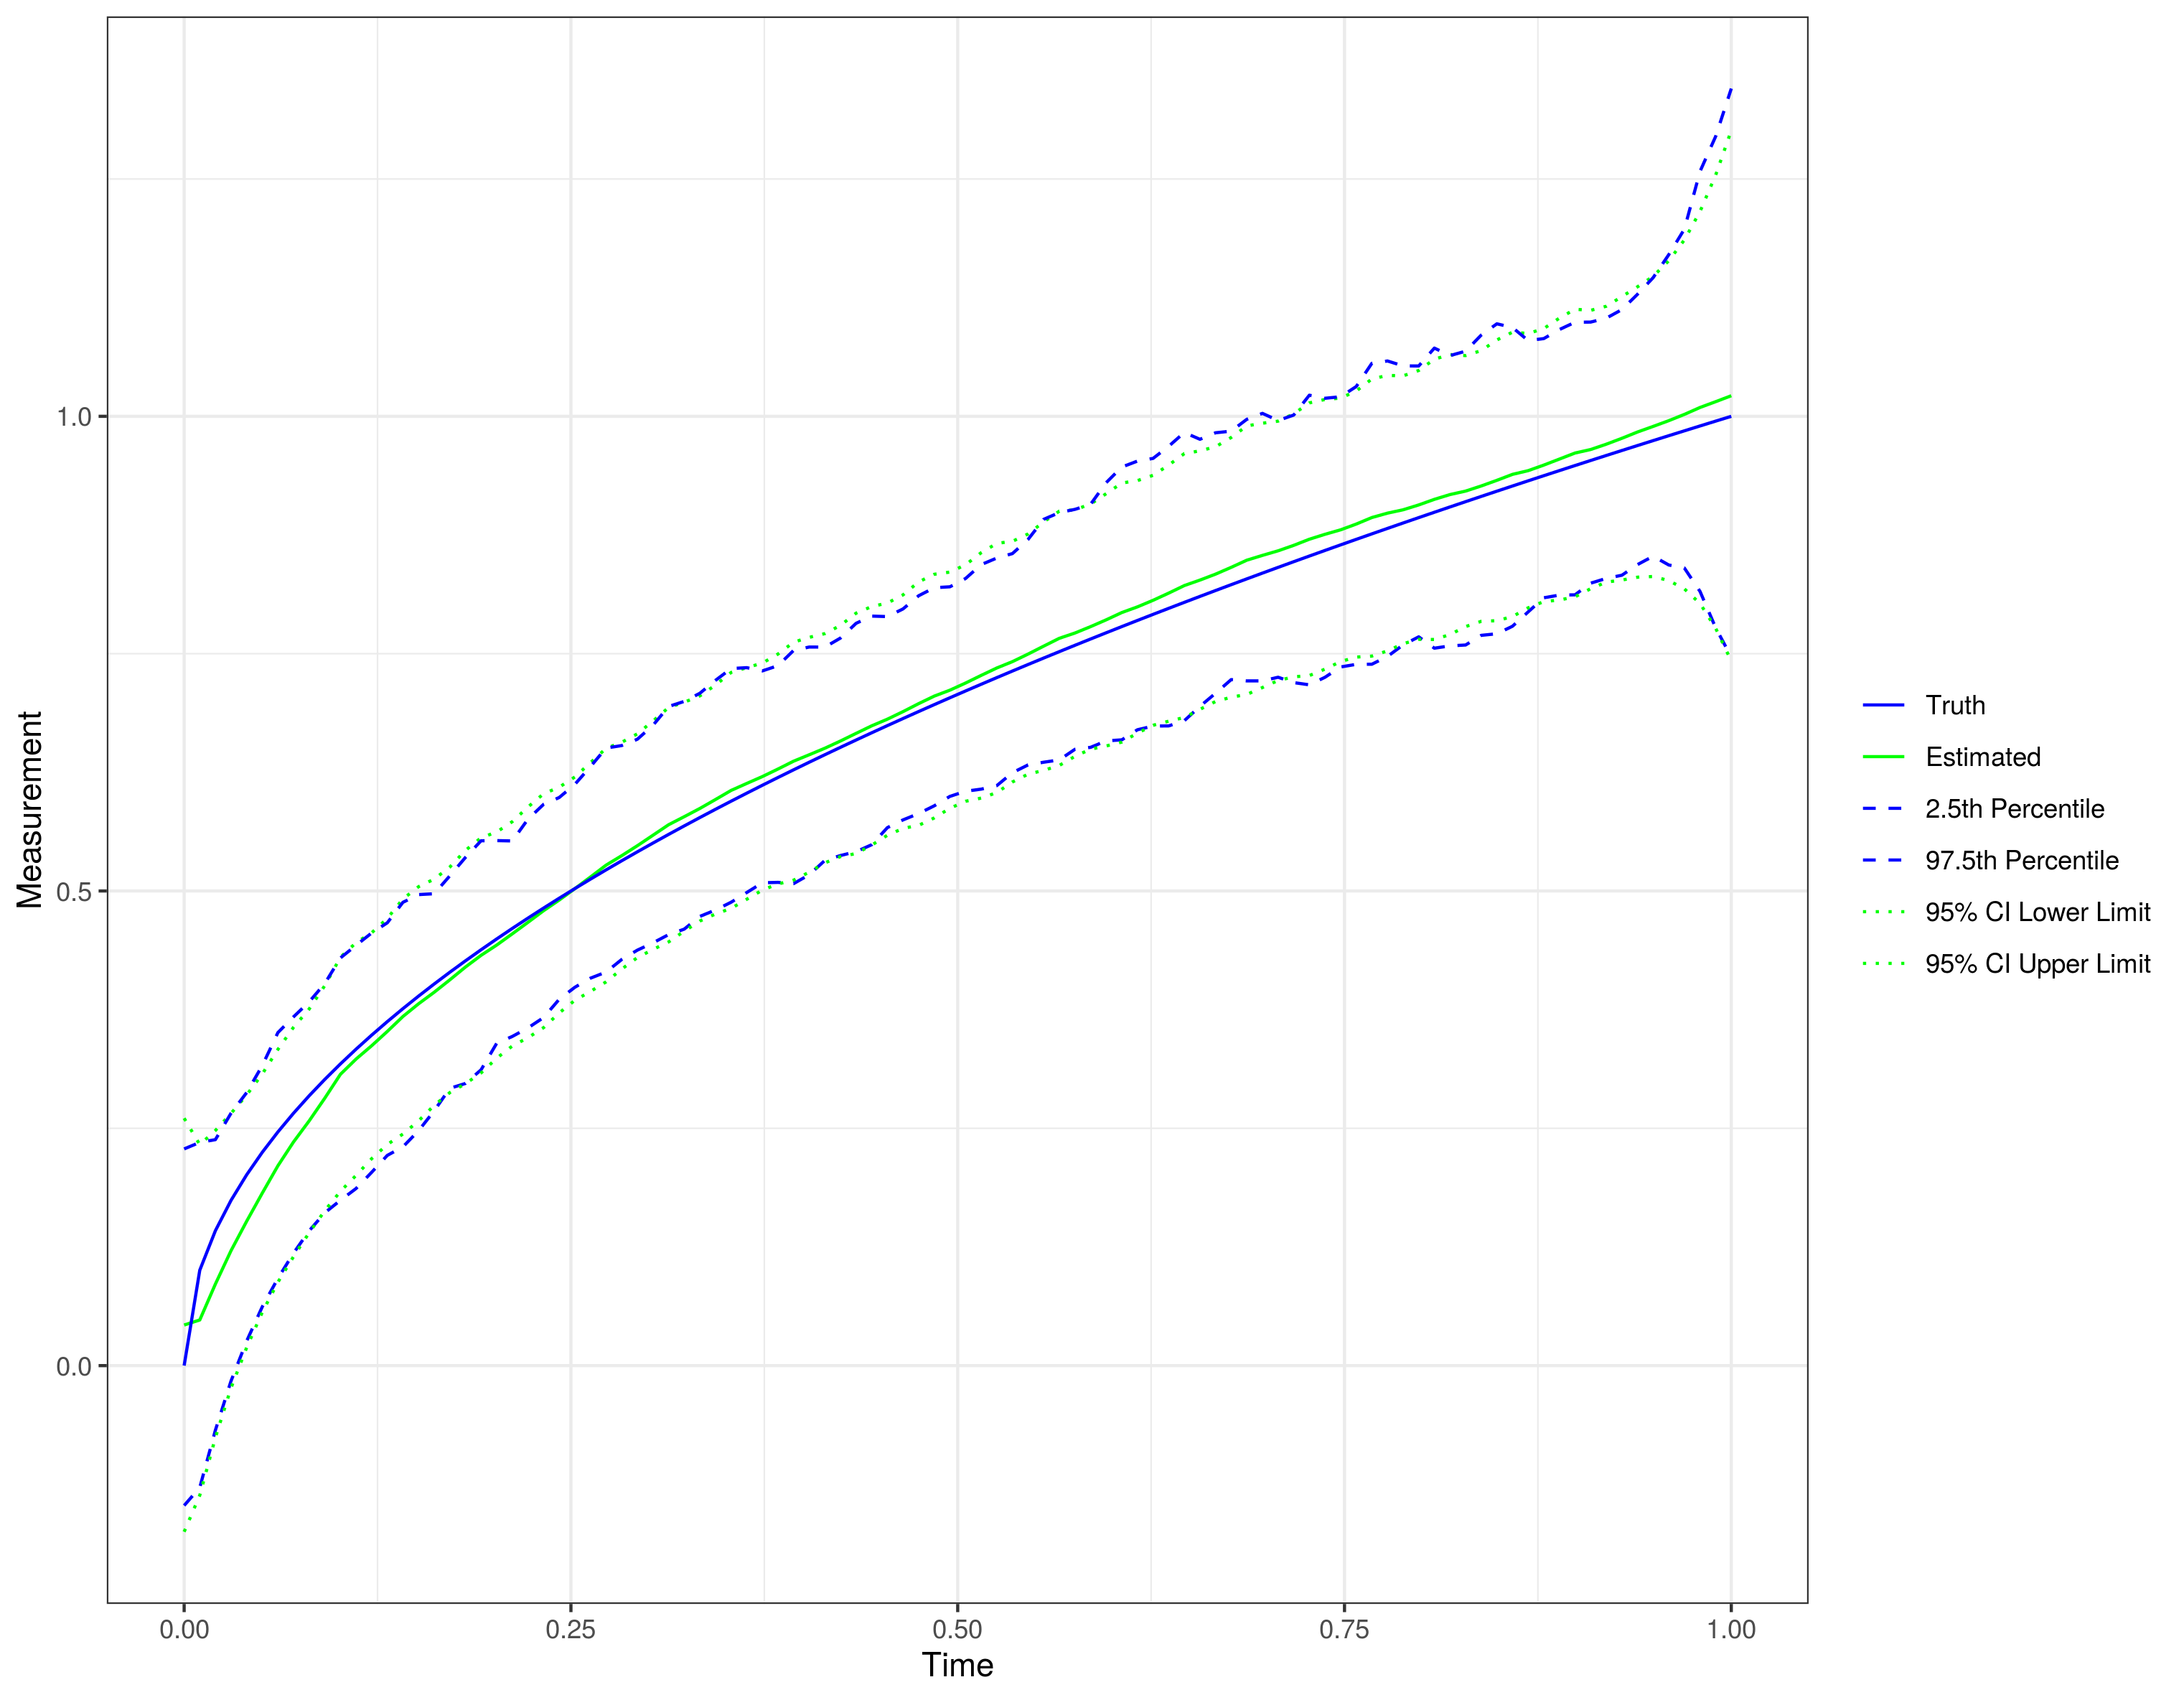 Measurement
1.0
0.5
0.0
0.00 0.25 0.50 0.75 1.00
Time
Truth
Estimated
2.5th Percentile
97.5th Percentile
95% CI Lower Limit
95% CI Upper Limit